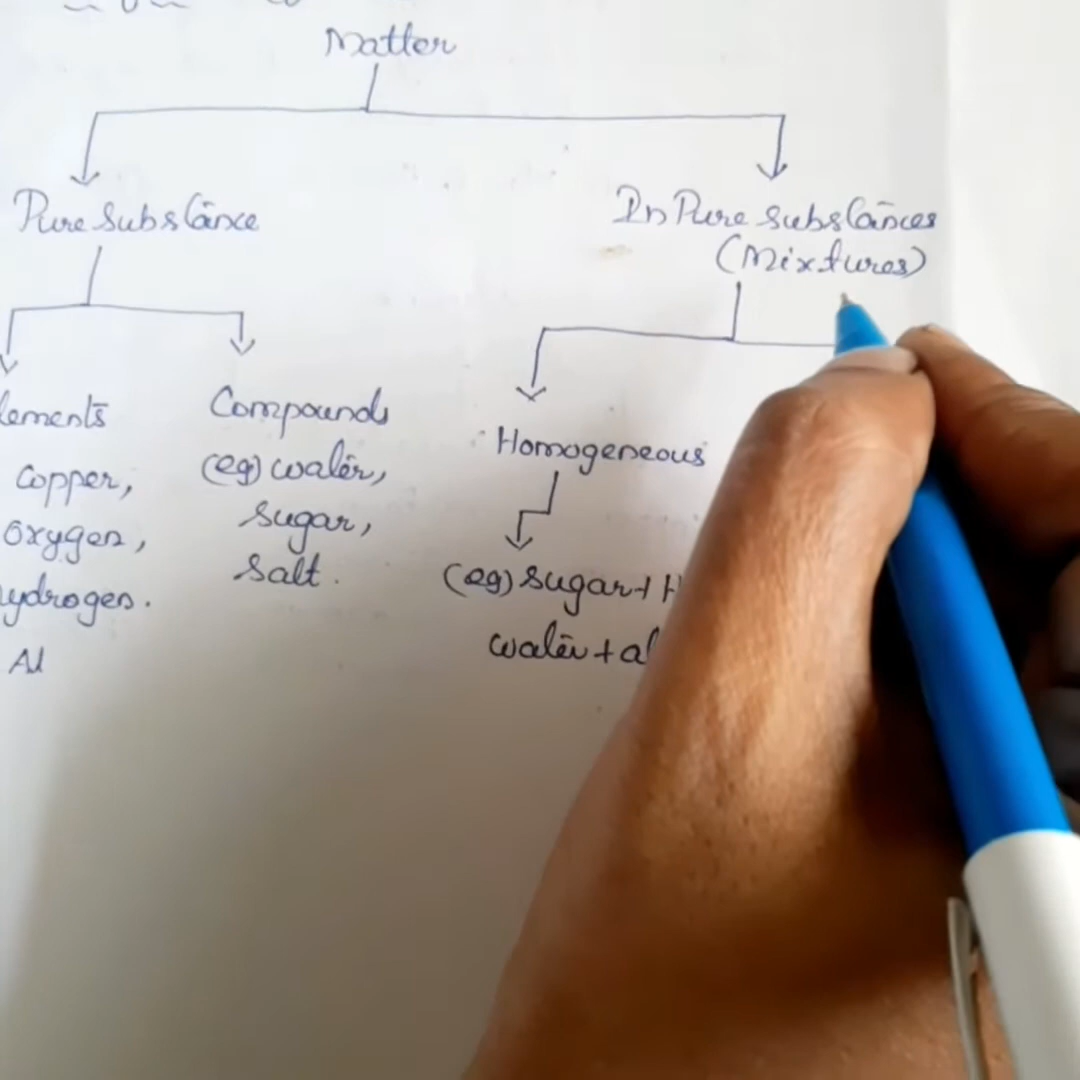 Matter
Pure Substance
InPure substances
(Mixtures)
lements
Compounds
Homogeneous
Copper,
(eg) water,
oxygen,
Sugar,
ydrogen.
Salt.
Al
(eg) Sugar + H
water + al